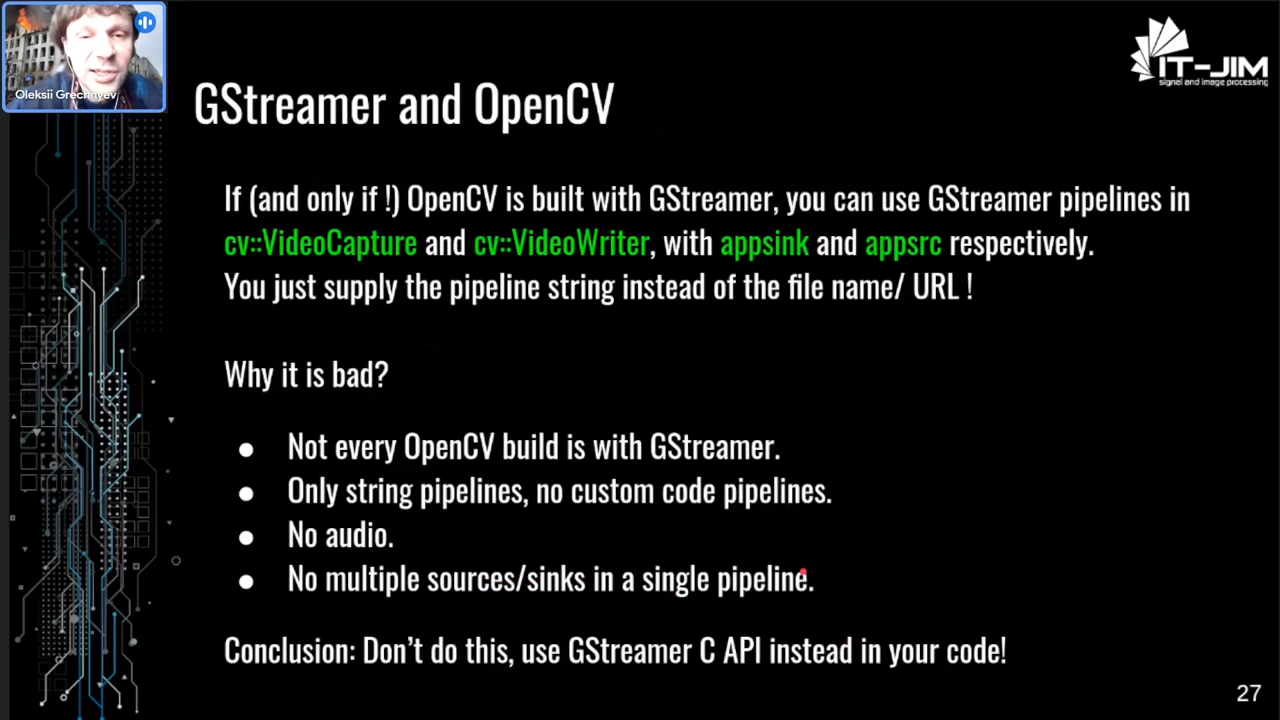 Oleksii Grechnyev
IT-JIM
signal and image processing
GStreamer and OpenCV
If (and only if !) OpenCV is built with GStreamer, you can use GStreamer pipelines in
cv::VideoCapture and cv::VideoWriter, with appsink and appsrc respectively.
You just supply the pipeline string instead of the file name/ URL !
Why it is bad?
● Not every OpenCV build is with GStreamer.
● Only string pipelines, no custom code pipelines.
● No audio.
● No multiple sources/sinks in a single pipeline.
Conclusion: Don't do this, use GStreamer C API instead in your code!
27